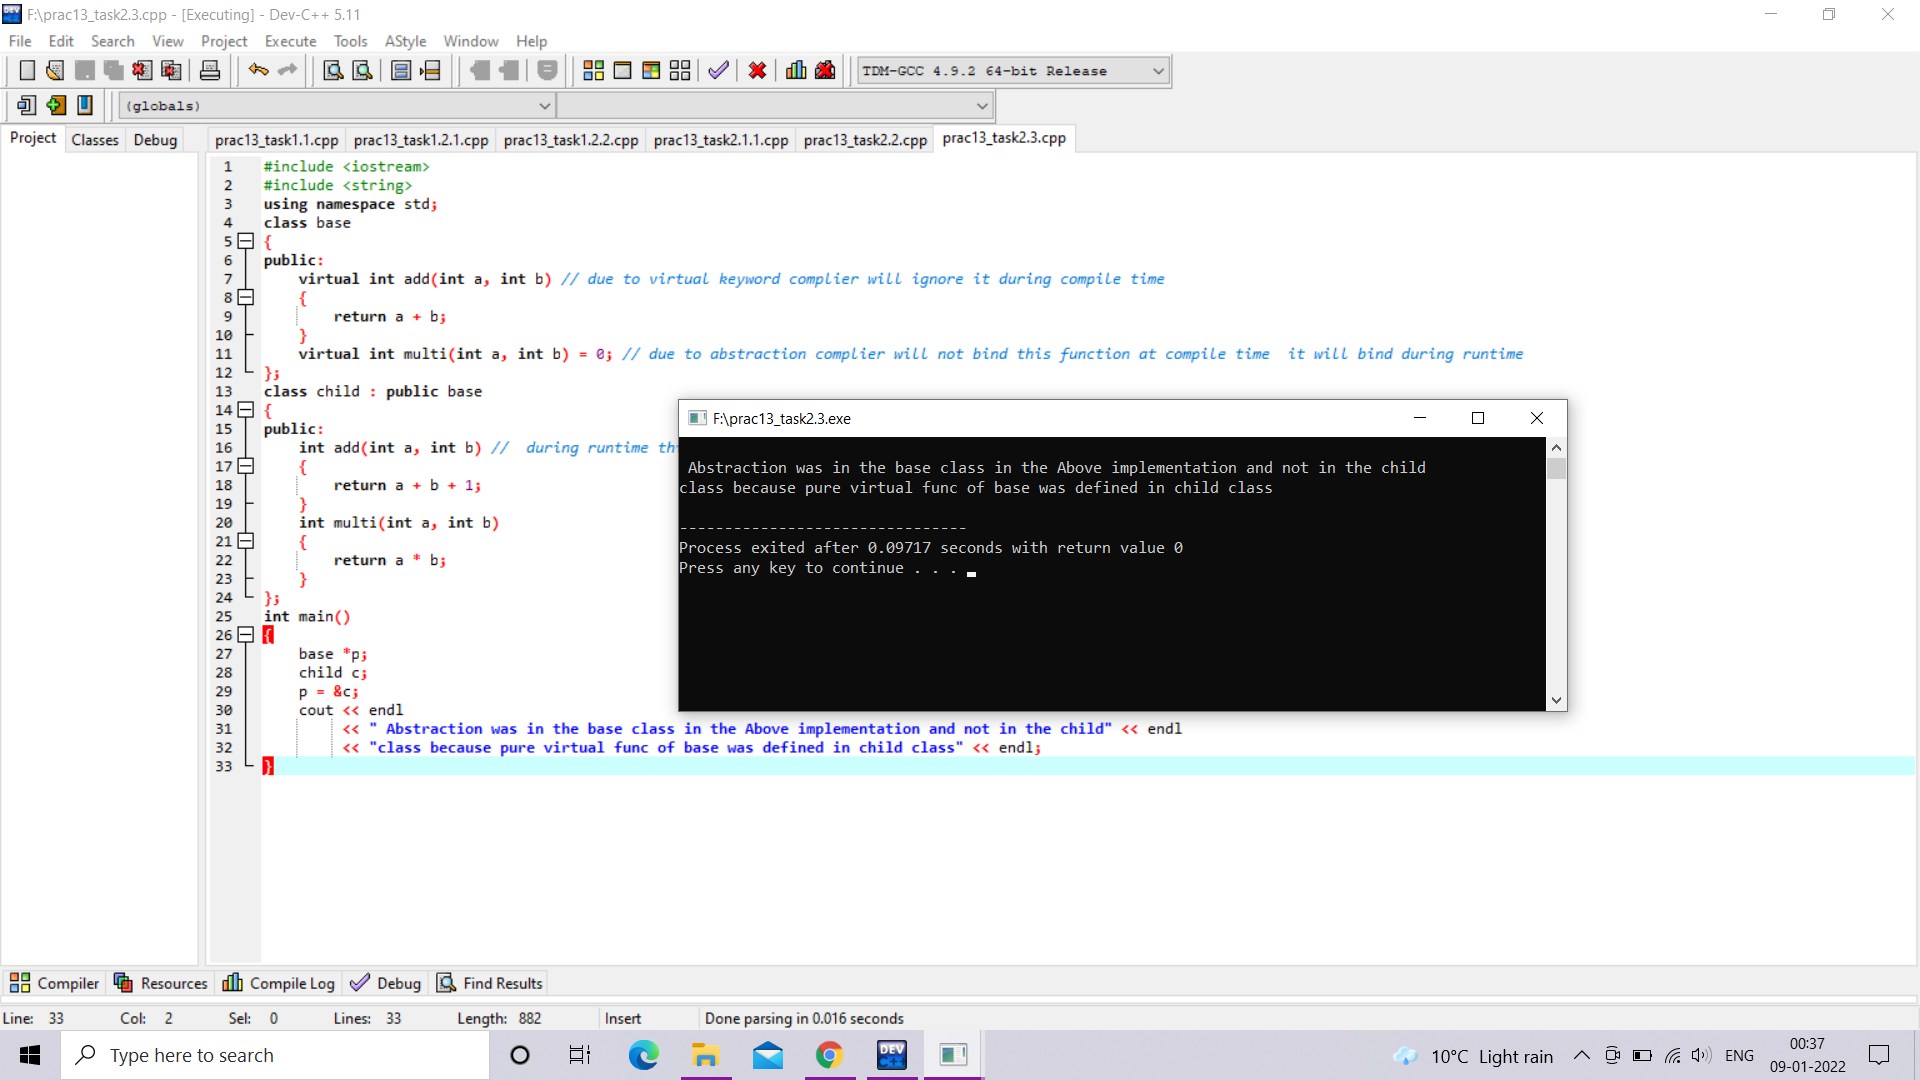 F:\prac13_task2.3.cpp - [Executing] - Dev-C++ 5.11
File Edit Search View Project Execute Tools AStyle Window Help
TDM-GCC 4.9.2 64-bit Release
(globals)
Project Classes Debug
prac13_task1.1.cpp prac13_task1.2.1.cpp prac13_task1.2.2.cpp prac13_task2.1.1.cpp prac13_task2.2.cpp prac13_task2.3.cpp
1 #include <iostream>
2 #include <string>
3 using namespace std;
4 class base
5 {
6 public:
7 virtual int add(int a, int b) // due to virtual keyword complier will ignore it during compile time
8 {
9 return a + b;
10 }
11 virtual int multi(int a, int b) = 0; // due to abstraction complier will not bind this function at compile time  it will bind during runtime
12 };
13 class child : public base
14 {
15 public:
16 int add(int a, int b) //  during runtime
17 {
18 return a + b + 1;
19 }
20 int multi(int a, int b)
21 {
22 return a * b;
23 }
24 };
25 int main()
26 {
27 base *p;
28 child c;
29 p = &c;
30 cout << endl
31 << " Abstraction was in the base class in the Above implementation and not in the child" << endl
32 << "class because pure virtual func of base was defined in child class" << endl;
33 }
F:\prac13_task2.3.exe
Abstraction was in the base class in the Above implementation and not in the child
class because pure virtual func of base was defined in child class
--------------------------------
Process exited after 0.09717 seconds with return value 0
Press any key to continue . . .
Compiler Resources Compile Log Debug Find Results
Line: 33 Col: 2 Sel: 0 Lines: 33 Length: 882 Insert Done parsing in 0.016 seconds
Type here to search
DEV C++
10°C Light rain
ENG
00:37
09-01-2022